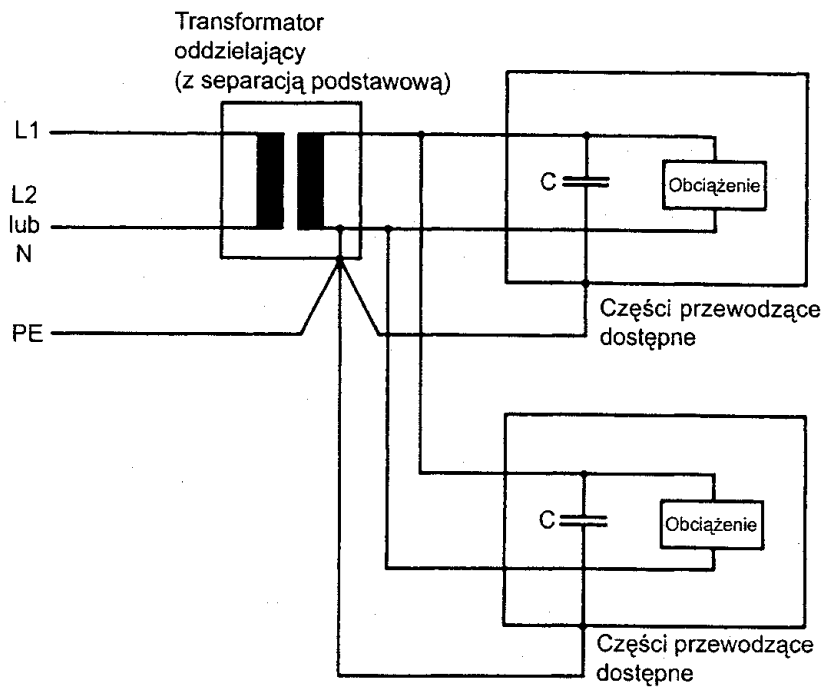 Transformator
oddzielający
(z separacją podstawową)
L1
L2
lub
N
PE
C
Obciążenie
Części przewodzące
dostępne
C
Obciążenie
Części przewodzące
dostępne